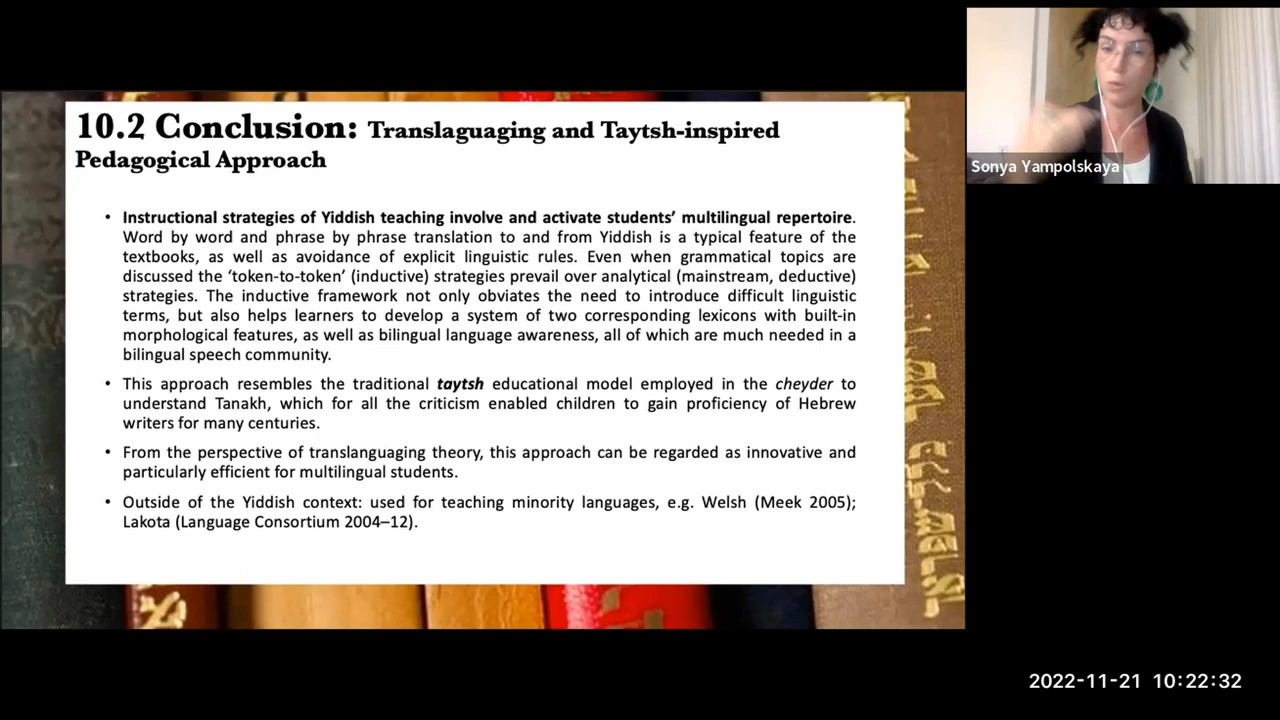 10.2 Conclusion: Translaguaging and Taytsh-inspired
Pedagogical Approach
• Instructional strategies of Yiddish teaching involve and activate students’ multilingual repertoire.
Word by word and phrase by phrase translation to and from Yiddish is a typical feature of the
textbooks, as well as avoidance of explicit linguistic rules. Even when grammatical topics are
discussed the ‘token-to-token’ (inductive) strategies prevail over analytical (mainstream, deductive)
strategies. The inductive framework not only obviates the need to introduce difficult linguistic
terms, but also helps learners to develop a system of two corresponding lexicons with built-in
morphological features, as well as bilingual language awareness, all of which are much needed in a
bilingual speech community.
• This approach resembles the traditional taytsh educational model employed in the cheyder to
understand Tanakh, which for all the criticism enabled children to gain proficiency of Hebrew
writers for many centuries.
• From the perspective of translanguaging theory, this approach can be regarded as innovative and
particularly efficient for multilingual students.
• Outside of the Yiddish context: used for teaching minority languages, e.g. Welsh (Meek 2005);
Lakota (Language Consortium 2004–12).
Sonya Yampolskaya
2022-11-21 10:22:32